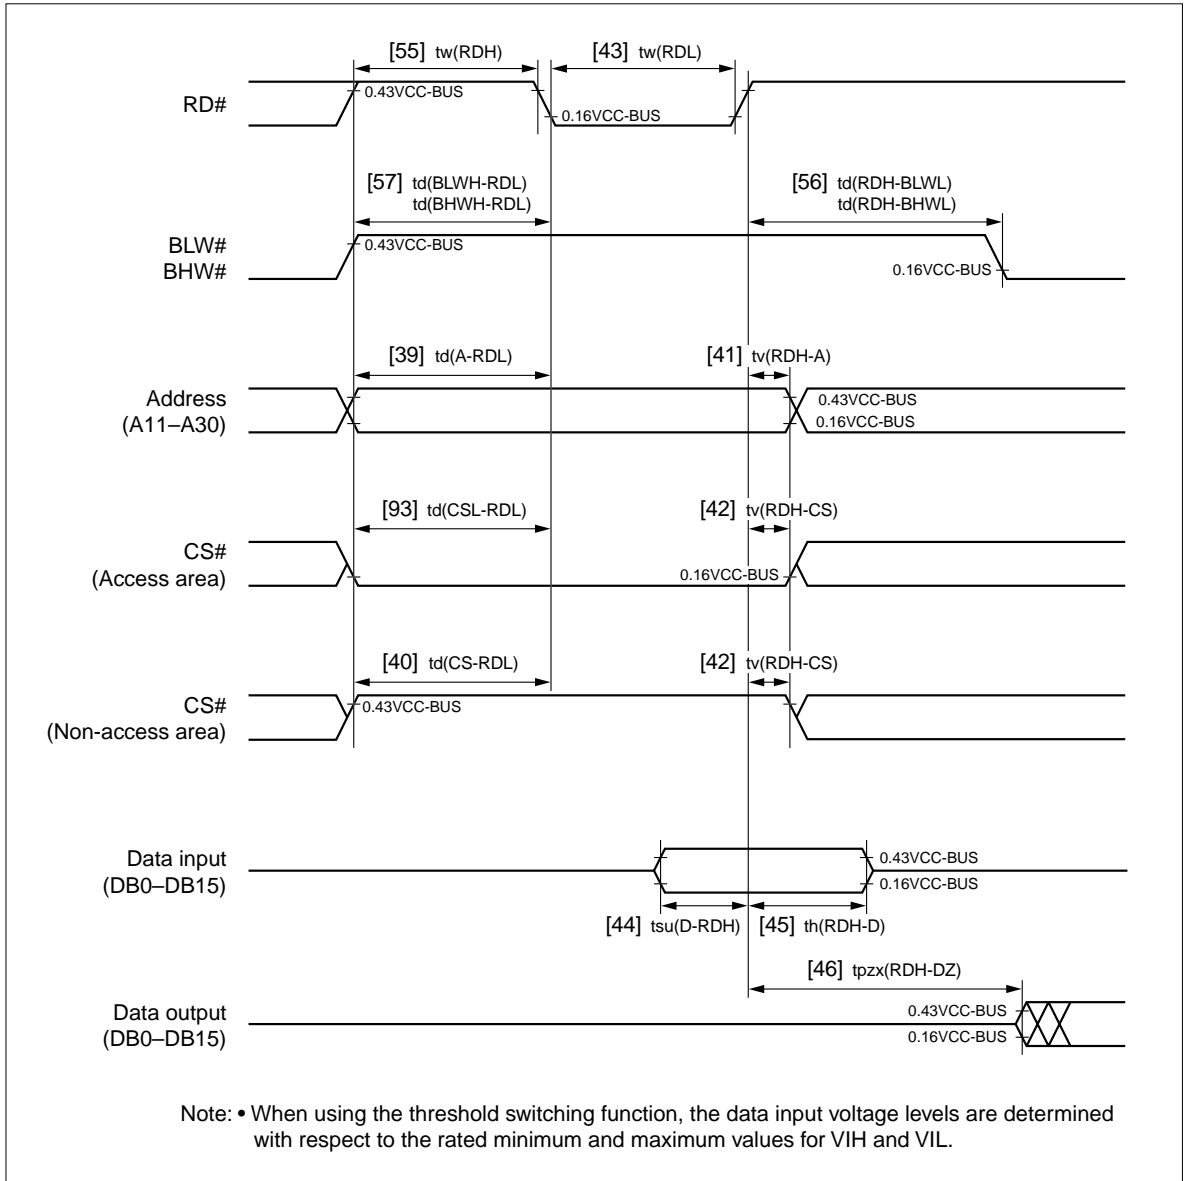 [55] tw(RDH)
[43] tw(RDL)
RD#
0.43VCC-BUS
0.16VCC-BUS
[57] td(BLWH-RDL)
td(BHWH-RDL)
[56] td(RDH-BLWL)
td(RDH-BHWL)
BLW#
BHW#
0.43VCC-BUS
0.16VCC-BUS
[39] td(A-RDL)
[41] tv(RDH-A)
Address
(A11–A30)
0.43VCC-BUS
0.16VCC-BUS
[93] td(CSL-RDL)
[42] tv(RDH-CS)
CS#
(Access area)
0.16VCC-BUS
[40] td(CS-RDL)
[42] tv(RDH-CS)
CS#
(Non-access area)
0.43VCC-BUS
Data input
(DB0–DB15)
0.43VCC-BUS
0.16VCC-BUS
[44] tsu(D-RDH)
[45] th(RDH-D)
[46] tpzx(RDH-DZ)
Data output
(DB0–DB15)
0.43VCC-BUS
0.16VCC-BUS
Note: • When using the threshold switching function, the data input voltage levels are determined
with respect to the rated minimum and maximum values for VIH and VIL.